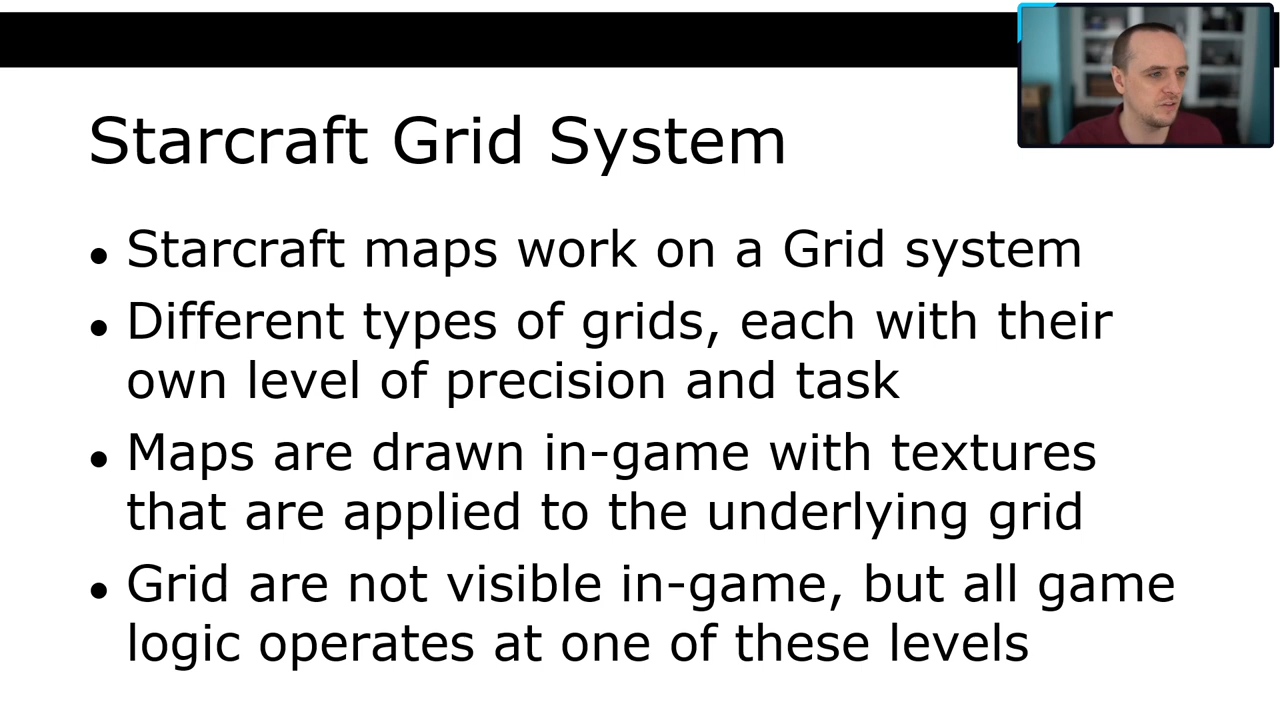 Starcraft Grid System
• Starcraft maps work on a Grid system
• Different types of grids, each with their
own level of precision and task
• Maps are drawn in-game with textures
that are applied to the underlying grid
• Grid are not visible in-game, but all game
logic operates at one of these levels